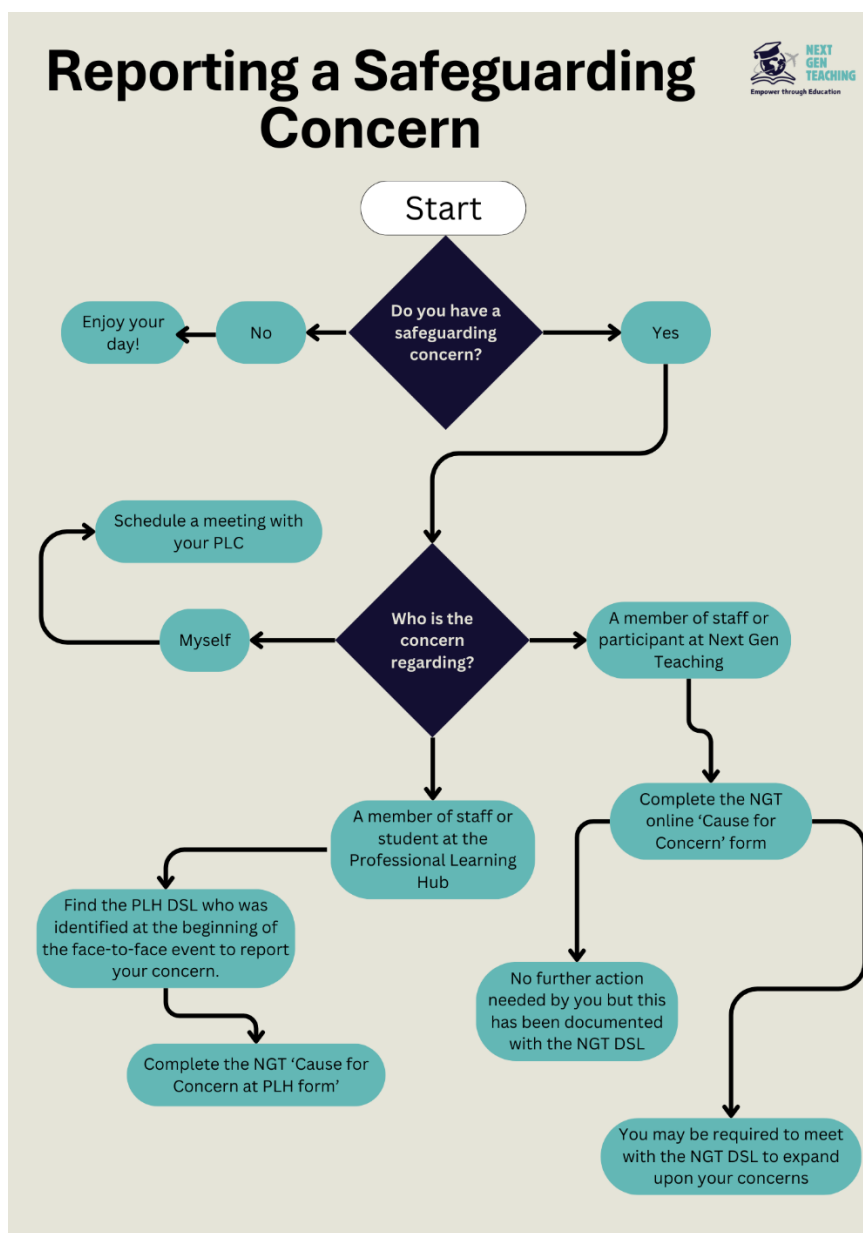 Reporting a Safeguarding
Concern
NEXT
GEN
TEACHING
Empower through Education
Start
Do you have a
safeguarding
concern?
Enjoy your
day!
No
Yes
Schedule a meeting with
your PLC
Who is the
concern
regarding?
Myself
A member of staff or
participant at Next Gen
Teaching
A member of staff or
student at the
Professional Learning
Hub
Complete the NGT
online ‘Cause for
Concern’ form
Find the PLH DSL who was
identified at the beginning of
the face-to-face event to report
your concern.
No further action
needed by you but this
has been documented
with the NGT DSL
Complete the NGT ‘Cause for
Concern at PLH form’
You may be required to meet
with the NGT DSL to expand
upon your concerns